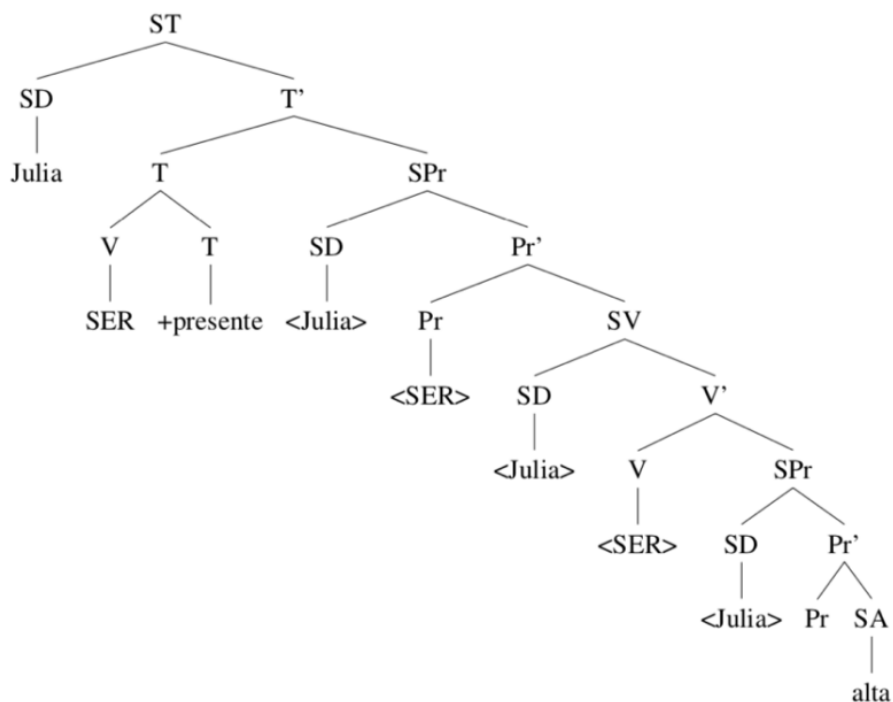 ST
SD T’
Julia T SPr
V T SD Pr’
SER +presente <Julia> Pr SV
<SER> SD V’
<Julia> V SPr
<SER> SD Pr’
<Julia> Pr SA
alta